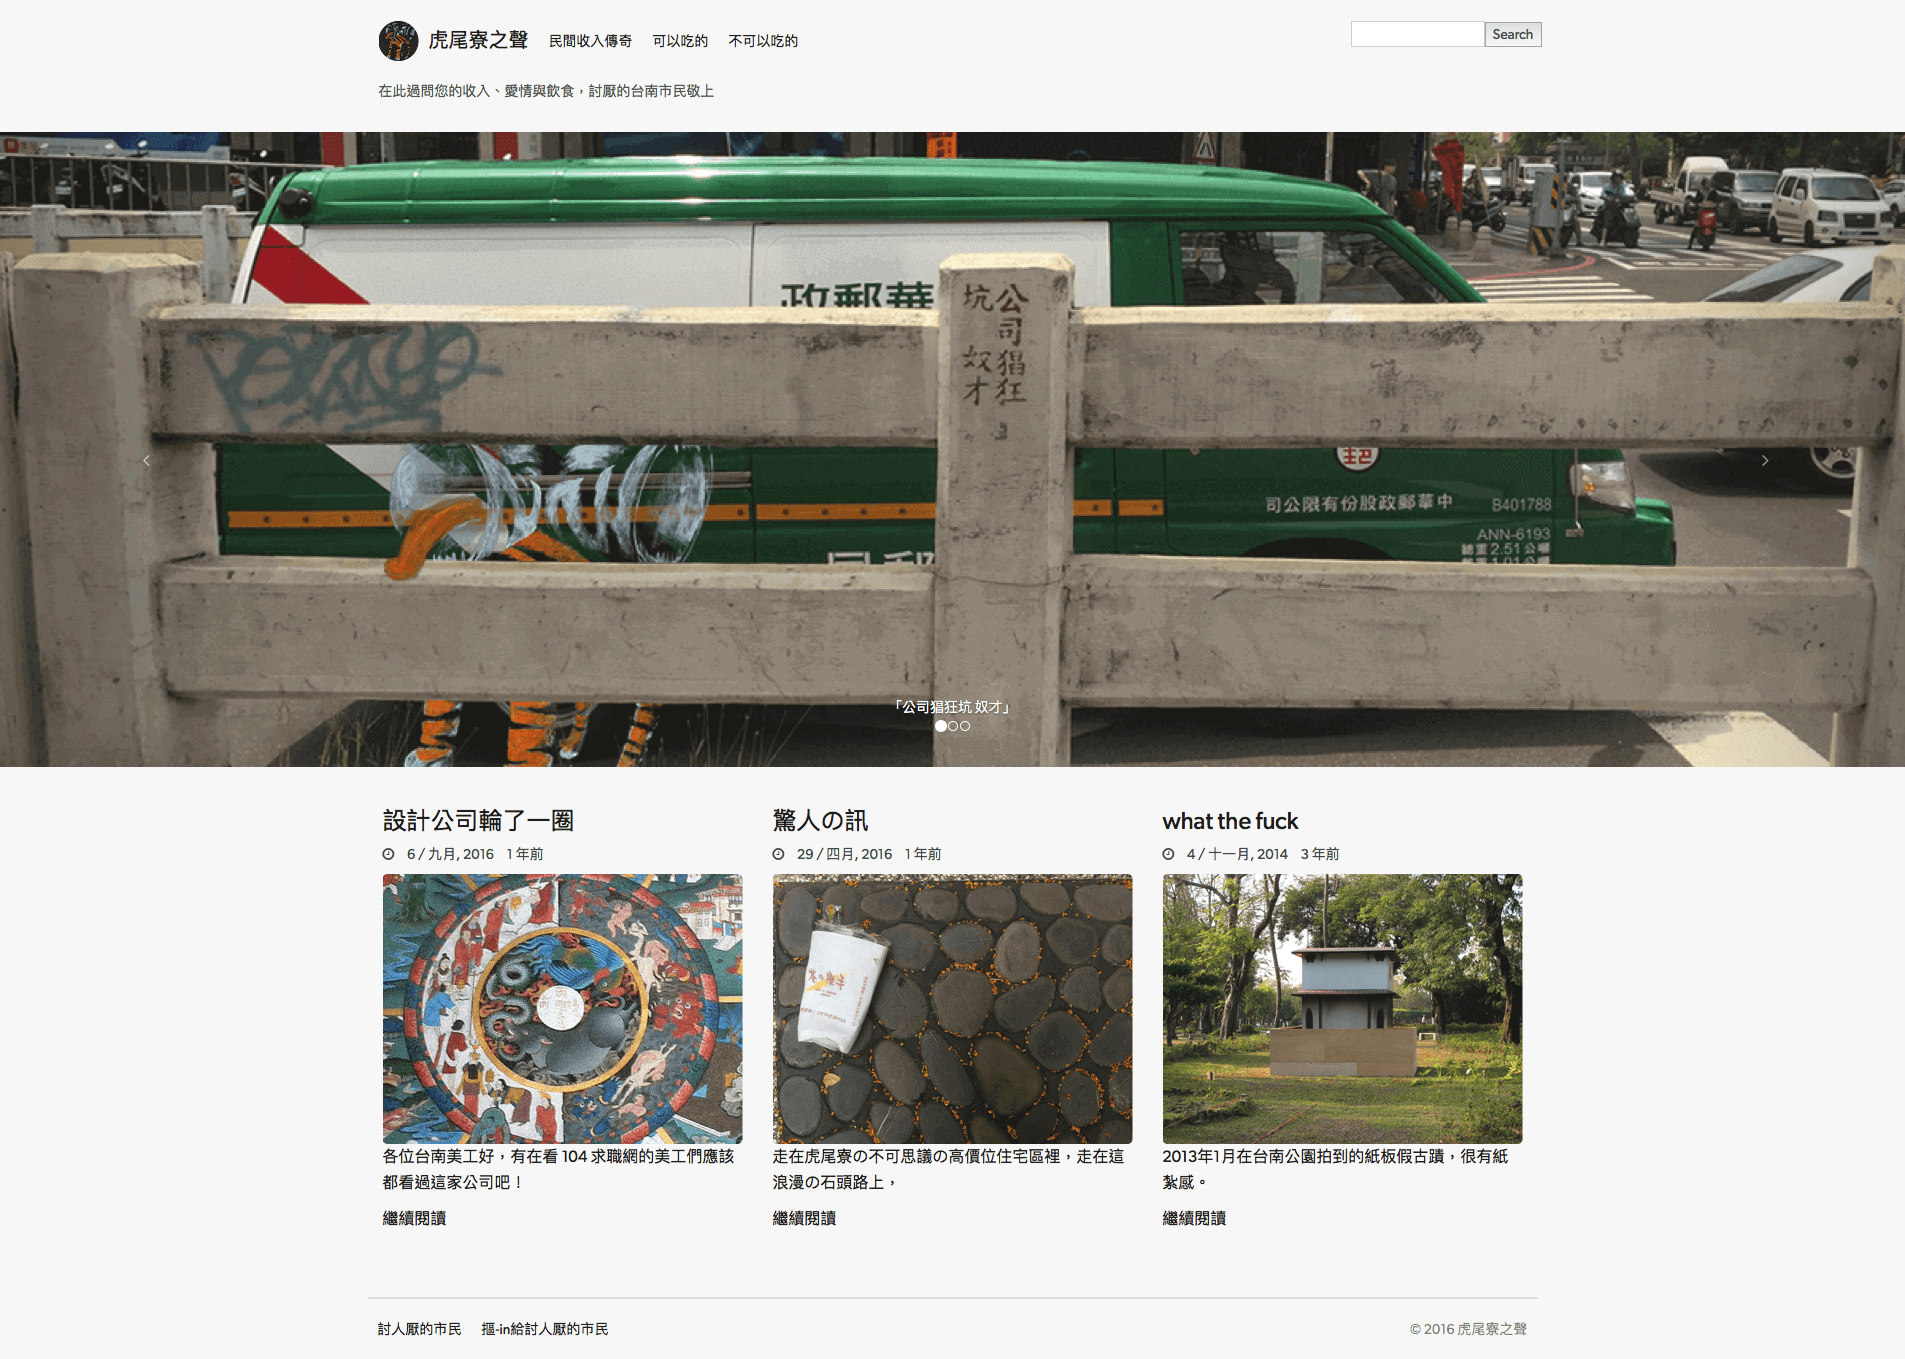 虎尾寮之聲 民間收入傳奇 可以吃的 不可以吃的
Search
在此過問您的收入、愛情與飲食，討厭的台南市民敬上
政郵華
公司猖狂
坑 奴才
司公限有份股政郵華中 B401788
ANN-6193
總重2.51公噸
「公司猖狂坑 奴才」
設計公司輪了一圈
6 / 九月, 2016 1 年前
各位台南美工好，有在看 104 求職網的美工們應該
都看過這家公司吧！
繼續閱讀
驚人の訊
29 / 四月, 2016 1 年前
走在虎尾寮の不可思議の高價位住宅區裡，走在這
浪漫の石頭路上，
繼續閱讀
what the fuck
4 / 十一月, 2014 3 年前
2013年1月在台南公園拍到的紙板假古蹟，很有紙
紮感。
繼續閱讀
討人厭的市民 摳-in給討人厭的市民
© 2016 虎尾寮之聲